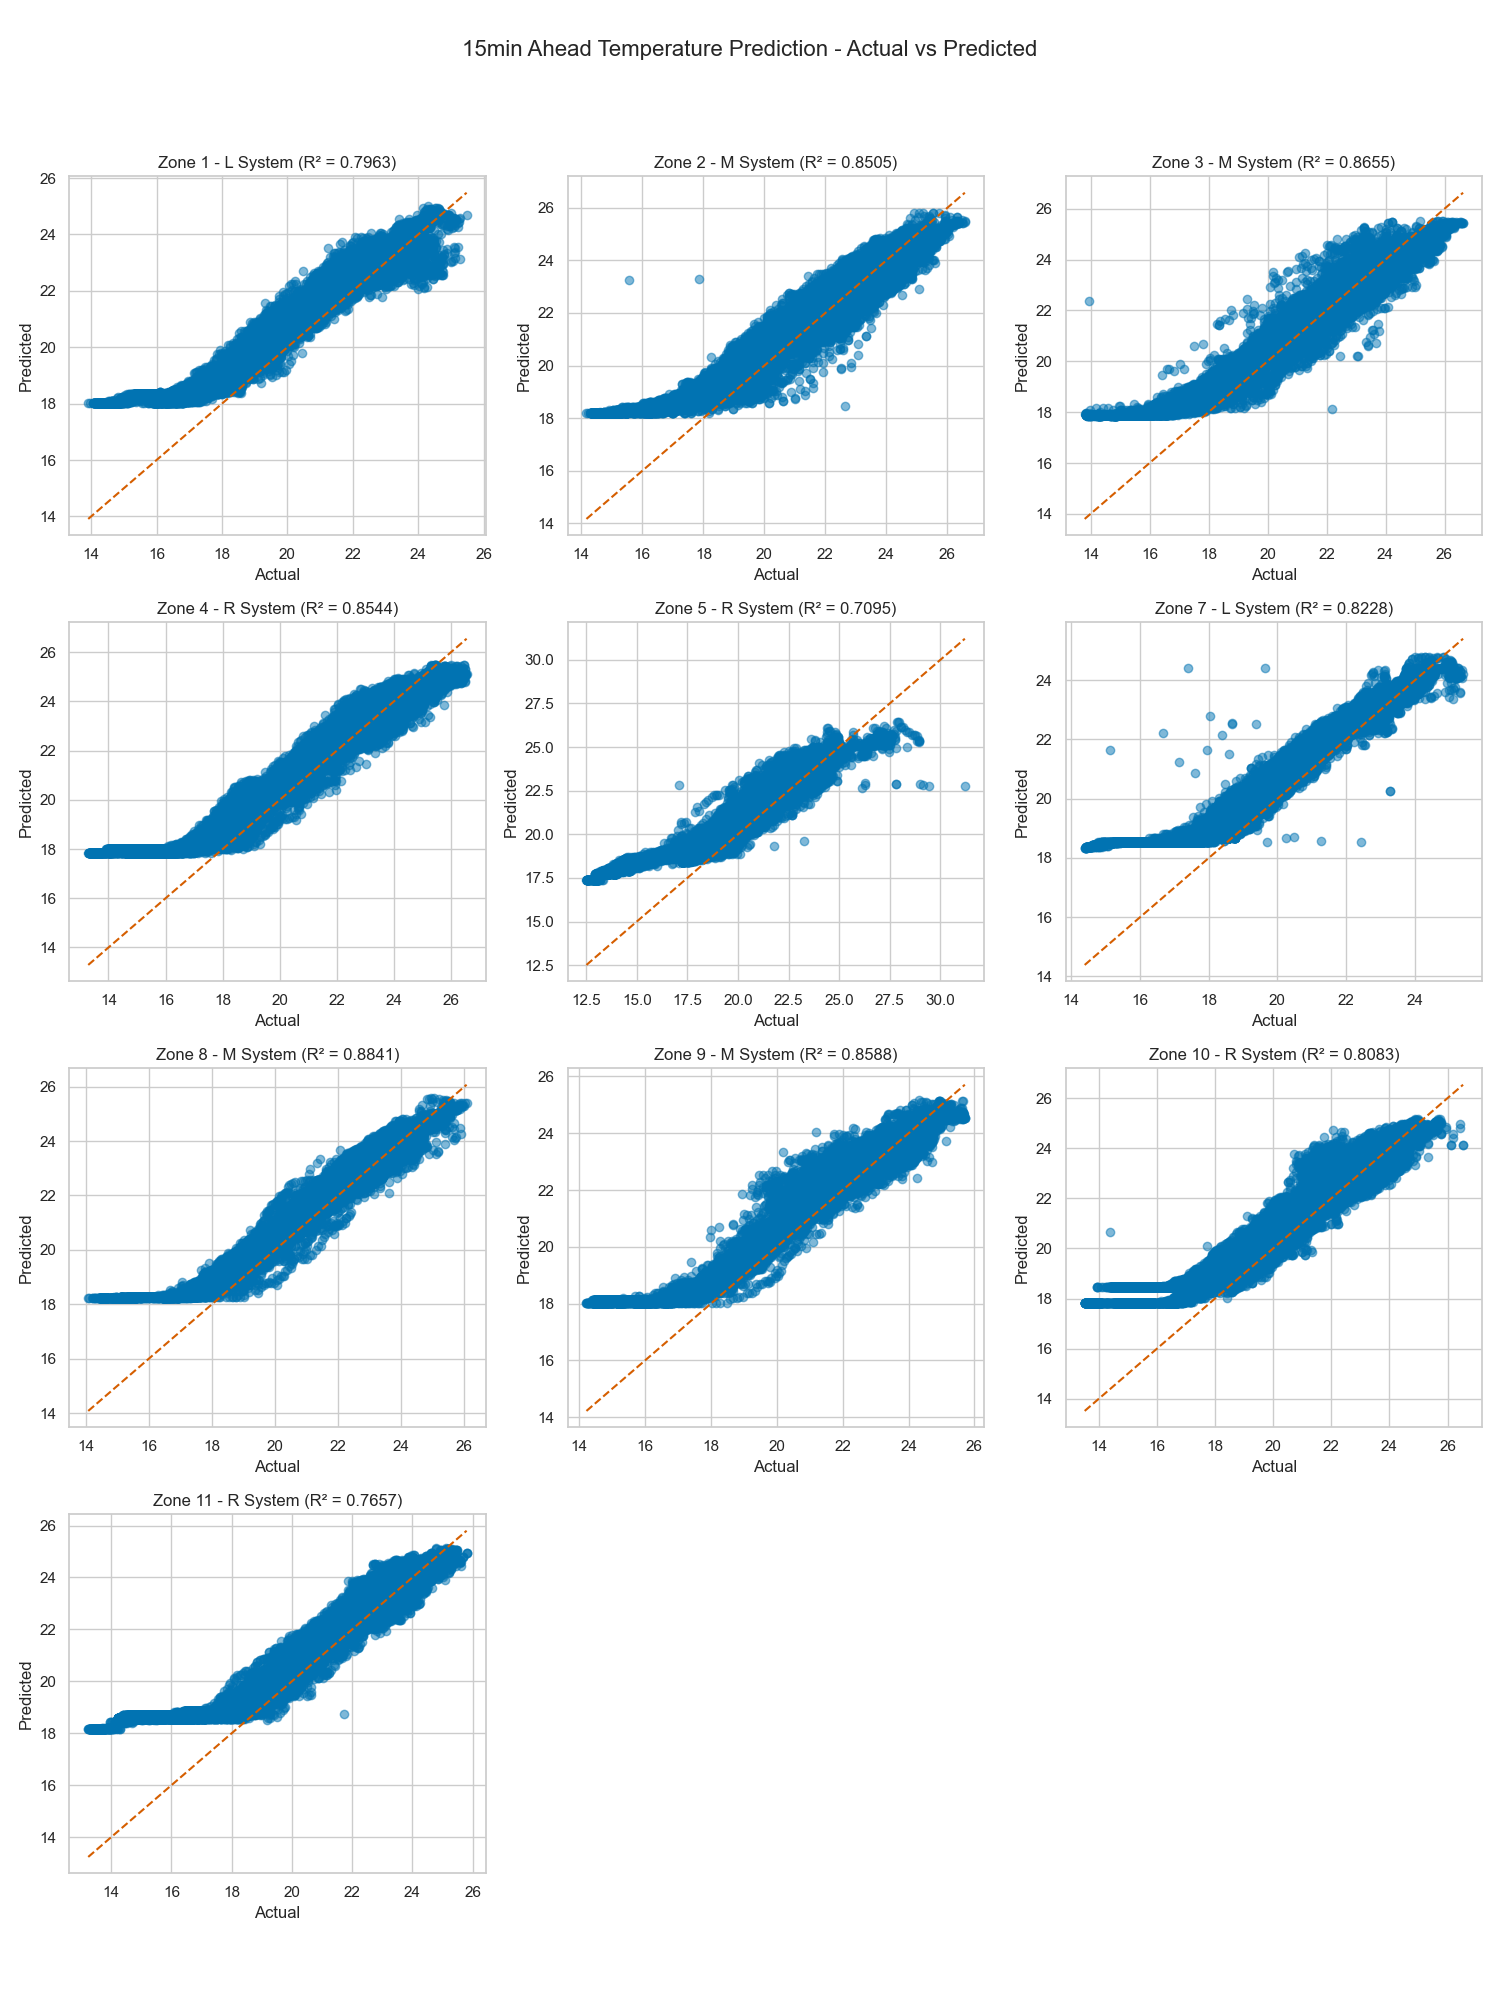 15min Ahead Temperature Prediction - Actual vs Predicted
Zone 1 - L System (R² = 0.7963)
26
24
22
20
18
16
14
Predicted
14 16 18 20 22 24 26
Actual
Zone 2 - M System (R² = 0.8505)
26
24
22
20
18
16
14
Predicted
14 16 18 20 22 24 26
Actual
Zone 3 - M System (R² = 0.8655)
26
24
22
20
18
16
14
Predicted
14 16 18 20 22 24 26
Actual
Zone 4 - R System (R² = 0.8544)
26
24
22
20
18
16
14
Predicted
14 16 18 20 22 24 26
Actual
Zone 5 - R System (R² = 0.7095)
30.0
27.5
25.0
22.5
20.0
17.5
15.0
12.5
Predicted
12.5 15.0 17.5 20.0 22.5 25.0 27.5 30.0
Actual
Zone 7 - L System (R² = 0.8228)
24
22
20
18
16
14
Predicted
14 16 18 20 22 24
Actual
Zone 8 - M System (R² = 0.8841)
26
24
22
20
18
16
14
Predicted
14 16 18 20 22 24 26
Actual
Zone 9 - M System (R² = 0.8588)
26
24
22
20
18
16
14
Predicted
14 16 18 20 22 24 26
Actual
Zone 10 - R System (R² = 0.8083)
26
24
22
20
18
16
14
Predicted
14 16 18 20 22 24 26
Actual
Zone 11 - R System (R² = 0.7657)
26
24
22
20
18
16
14
Predicted
14 16 18 20 22 24 26
Actual